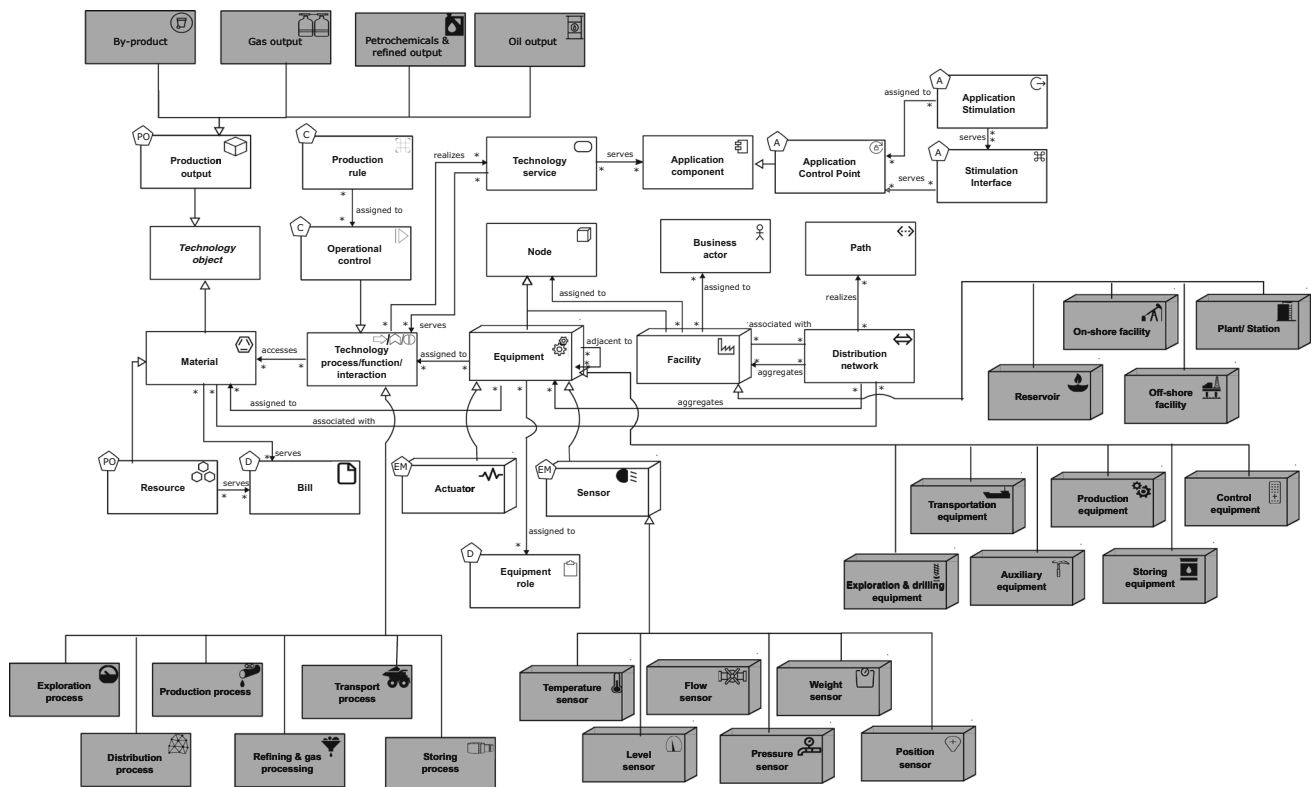 By-product
Gas output
Petrochemicals &
refined output
Oil output
PO
Production
output
C
Production
rule
realizes
*
*
Technology
service
*
serves
*
Application
component
A
Application
Control Point
assigned to
*
*
A
Application
Stimulation
serves
*
*
A
Stimulation
Interface
serves
*
*
*
assigned to
*
Technology
object
C
Operational
control
Node
Business
actor
Path
assigned to
*
*
assigned to
*
realizes
*
*
serves
*
*
*
Material
*
accesses
*
Technology
process/function/
interaction
*
assigned to
*
Equipment
adjacent to
*
*
*
*
*
Facility
associated with
*
*
*
aggregates
*
Distribution
network
*
*
*
assigned to
*
*
*
aggregates
*
*
associated with
On-shore facility
Plant/ Station
Reservoir
Off-shore
facility
PO
Resource
*
serves
*
*
serves
D
Bill
EM
Actuator
EM
Sensor
*
assigned to
D
Equipment
role
Transportation
equipment
Production
equipment
Control
equipment
Exploration & drilling
equipment
Auxiliary
equipment
Storing
equipment
Exploration
process
Production process
Transport
process
Distribution
process
Refining & gas
processing
Storing
process
Temperature
sensor
Flow
sensor
Weight
sensor
Level
sensor
Pressure
sensor
Position
sensor